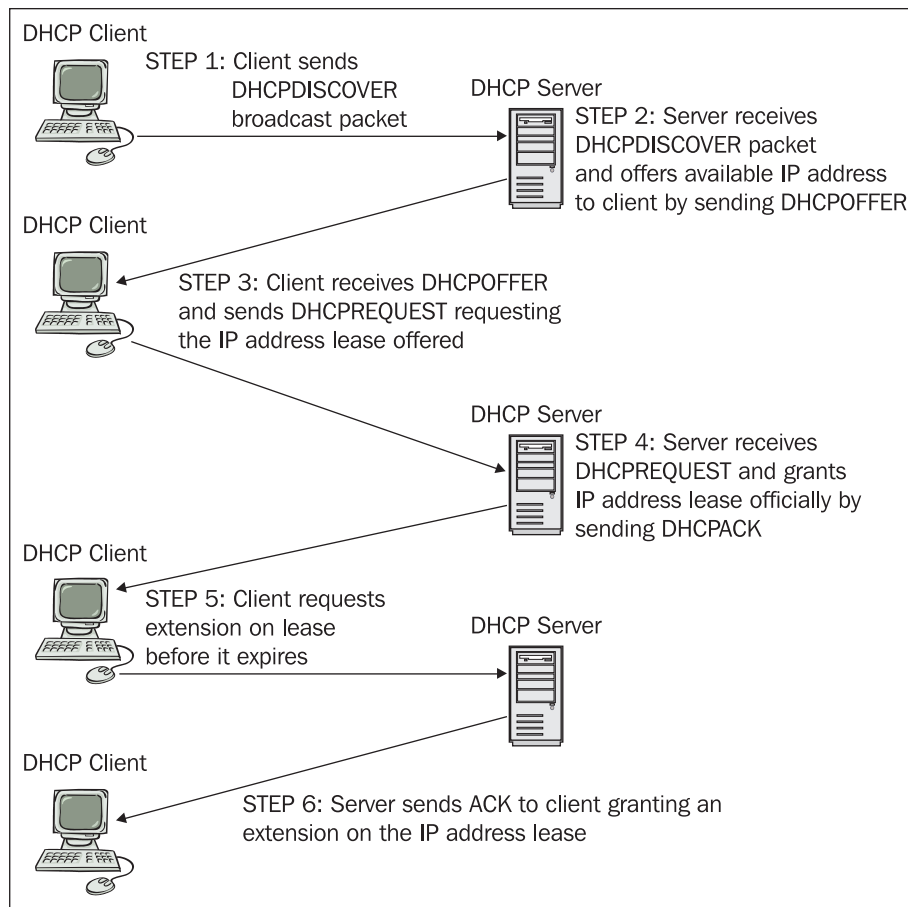 DHCP Client
STEP 1: Client sends
DHCPDISCOVER
broadcast packet
DHCP Server
STEP 2: Server receives
DHCPDISCOVER packet
and offers available IP address
to client by sending DHCPOFFER
DHCP Client
STEP 3: Client receives DHCPOFFER
and sends DHCPREQUEST requesting
the IP address lease offered
DHCP Server
STEP 4: Server receives
DHCPREQUEST and grants
IP address lease officially by
sending DHCPACK
DHCP Client
STEP 5: Client requests
extension on lease
before it expires
DHCP Server
DHCP Client
STEP 6: Server sends ACK to client granting an
extension on the IP address lease